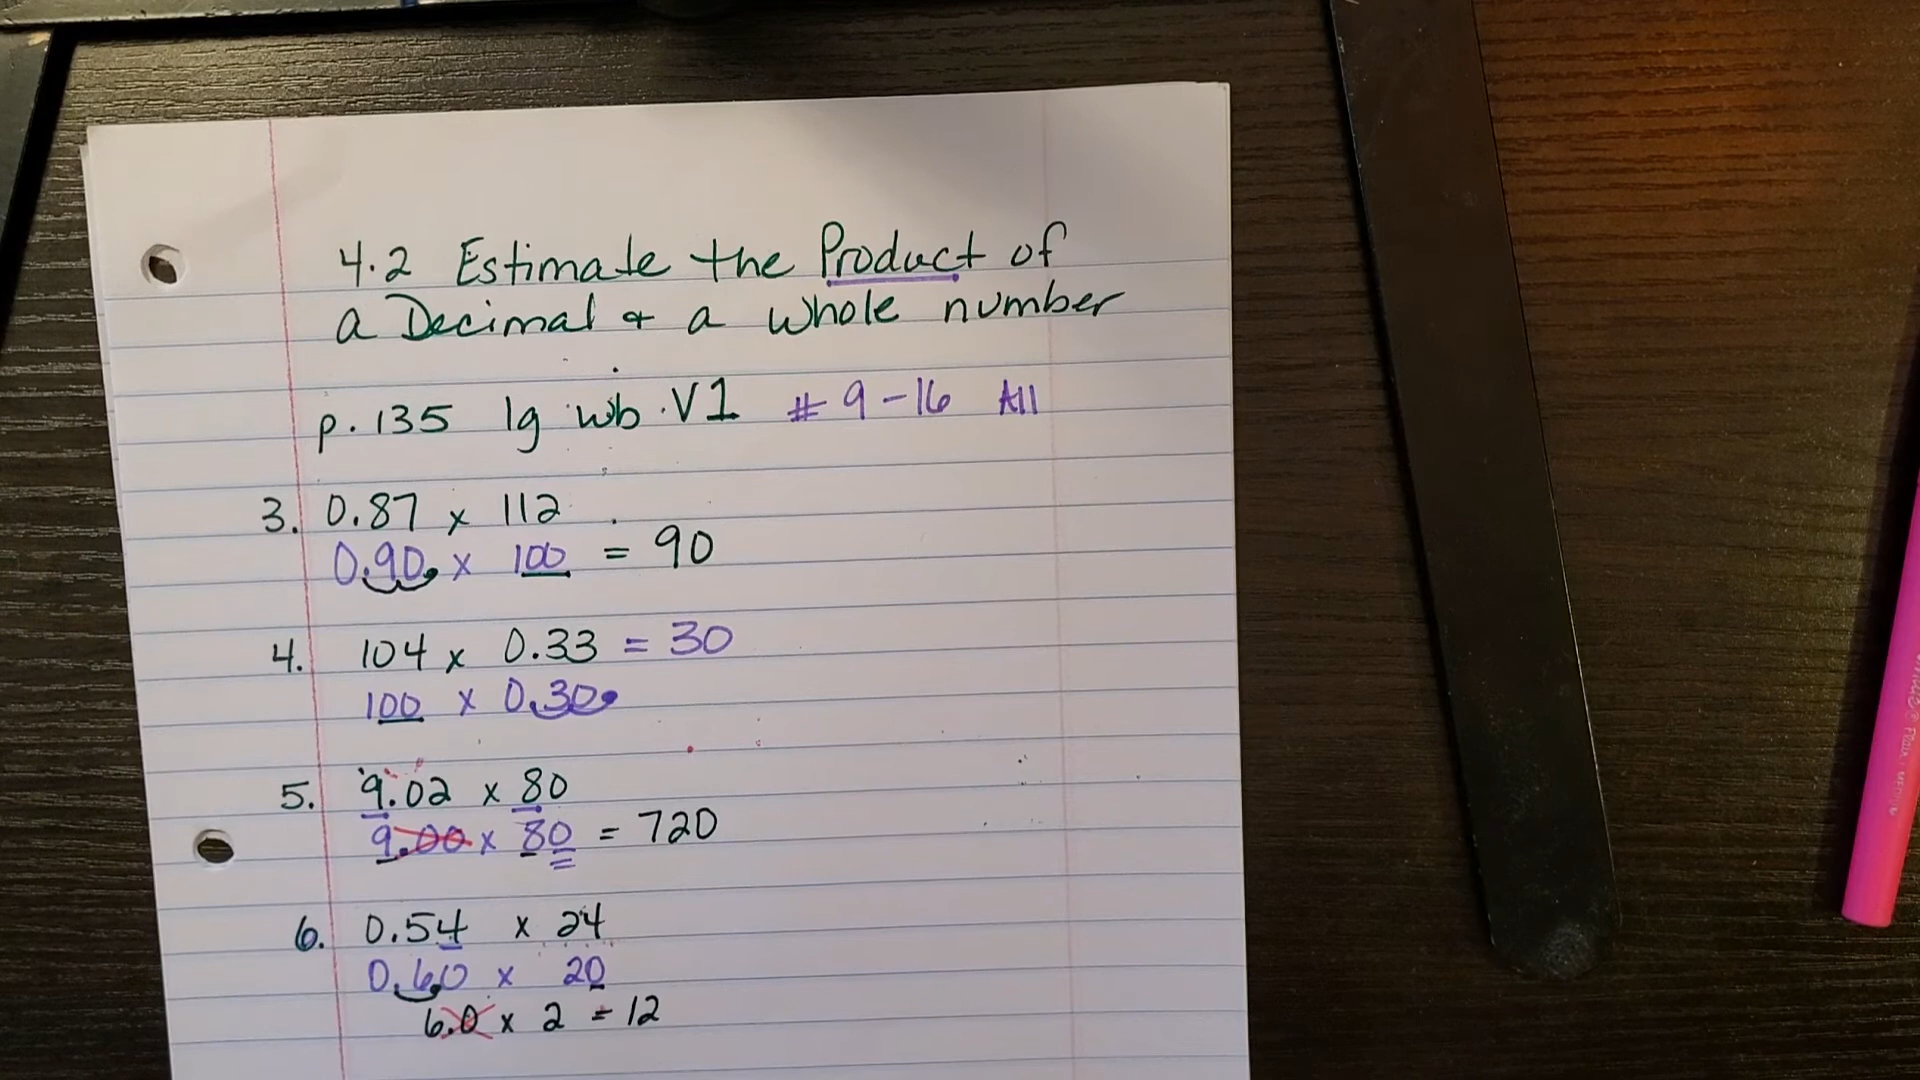 4.2 Estimate the Product of
a Decimal & a whole number
p. 135 lg wb V1 # 9-16 All
3. 0.87 x 112
0.90 x 100 = 90
4. 104 x 0.33 = 30
100 x 0.30
5. 9.02 x 80
9.00 x 80 = 720
6. 0.54 x 24
0.60 x 20
6.0 x 2 = 12